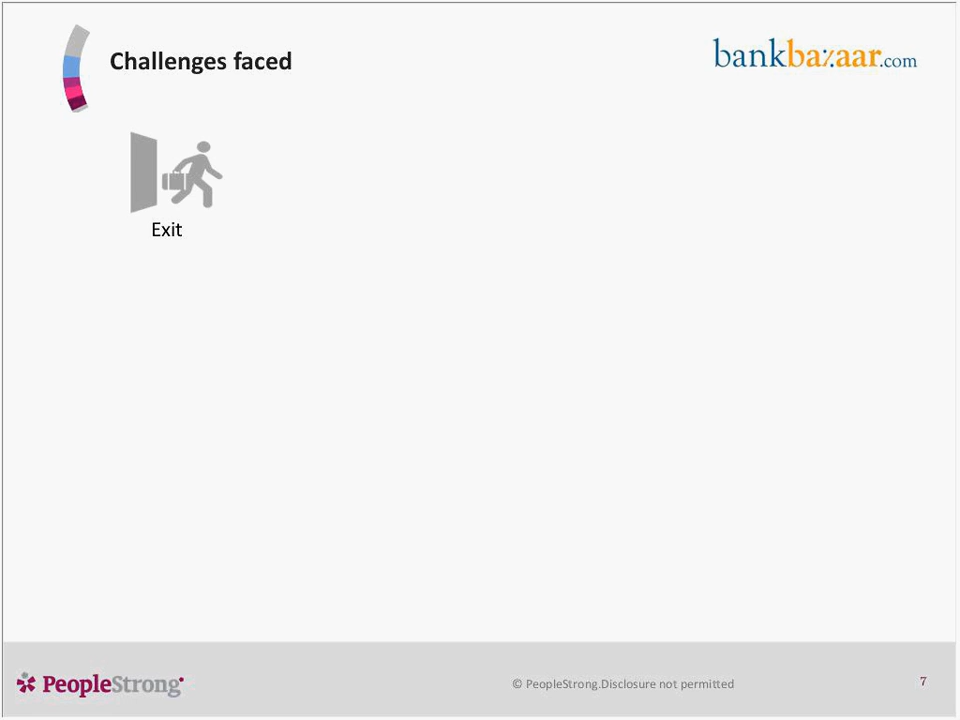 Challenges faced
bankbazaar.com
Exit
PeopleStrong
© PeopleStrong.Disclosure not permitted
7